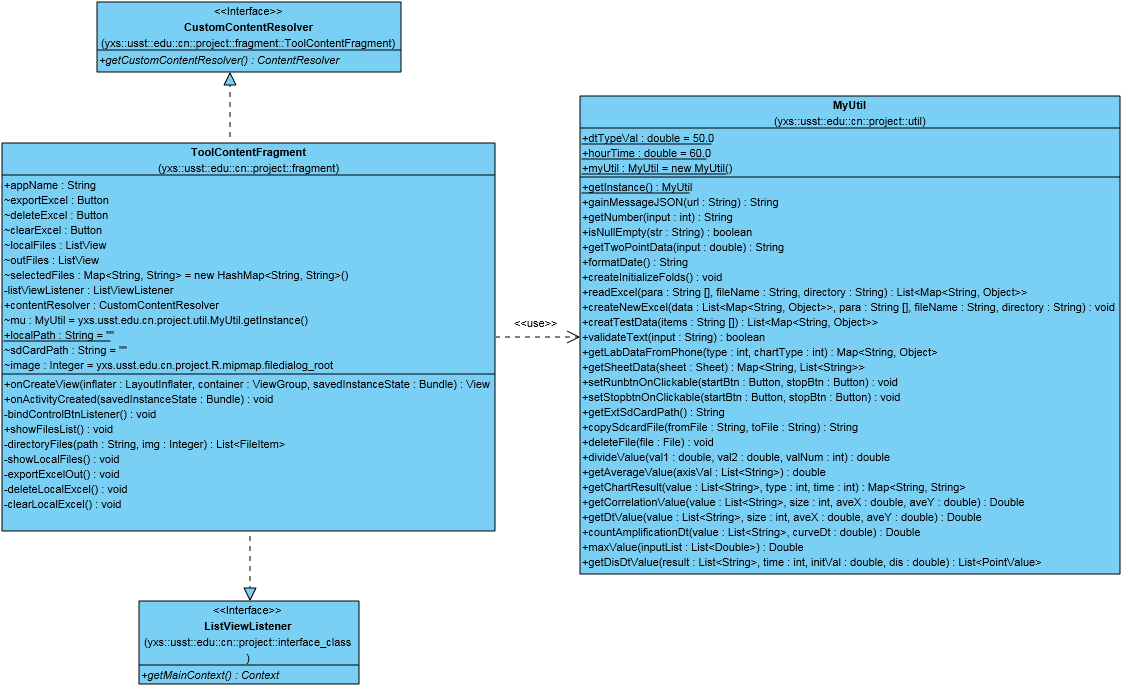 <<Interface>>
CustomContentResolver
(yxs::usst::edu::cn::project::fragment::ToolContentFragment)
+getCustomContentResolver() : ContentResolver
ToolContentFragment
(yxs::usst::edu::cn::project::fragment)
+appName : String
~exportExcel : Button
~deleteExcel : Button
~clearExcel : Button
~localFiles : ListView
~outFiles : ListView
~selectedFiles : Map<String, String> = new HashMap<String, String>()
-listViewListener : ListViewListener
+contentResolver : CustomContentResolver
~mu : MyUtil = yxs.usst.edu.cn.project.util.MyUtil.getInstance()
+localPath : String = ""
~sdCardPath : String = ""
~image : Integer = yxs.usst.edu.cn.project.R.mipmap.filedialog_root
+onCreateView(inflater : LayoutInflater, container : ViewGroup, savedInstanceState : Bundle) : View
+onActivityCreated(savedInstanceState : Bundle) : void
-bindControlBtnListener() : void
+showFilesList() : void
-directoryFiles(path : String, img : Integer) : List<FileItem>
-showLocalFiles() : void
-exportExcelOut() : void
-deleteLocalExcel() : void
-clearLocalExcel() : void
<<use>>
MyUtil
(yxs::usst::edu::cn::project::util)
+dtTypeVal : double = 50.0
+hourTime : double = 60.0
+myUtil : MyUtil = new MyUtil()
+getInstance() : MyUtil
+gainMessageJSON(url : String) : String
+getNumber(input : int) : String
+isNullEmpty(str : String) : boolean
+getTwoPointData(input : double) : String
+formatDate() : String
+createInitializeFolds() : void
+readExcel(para : String [], fileName : String, directory : String) : List<Map<String, Object>>
+createNewExcel(data : List<Map<String, Object>>, para : String [], fileName : String, directory : String) : void
+creatTestData(items : String []) : List<Map<String, Object>>
+validateText(input : String) : boolean
+getLabDataFromPhone(type : int, chartType : int) : Map<String, Object>
+getSheetData(sheet : Sheet) : Map<String, List<String>>
+setRunbtnOnClickable(startBtn : Button, stopBtn : Button) : void
+setStopbtnOnClickable(startBtn : Button, stopBtn : Button) : void
+getExtSdCardPath() : String
+copySdcardFile(fromFile : String, toFile : String) : String
+deleteFile(file : File) : void
+divideValue(val1 : double, val2 : double, valNum : int) : double
+getAverageValue(axisVal : List<String>) : double
+getChartResult(value : List<String>, type : int, time : int) : Map<String, String>
+getCorrelationValue(value : List<String>, size : int, aveX : double, aveY : double) : Double
+getDtValue(value : List<String>, size : int, aveX : double, aveY : double) : Double
+countAmplificationDt(value : List<String>, curveDt : double) : Double
+maxValue(inputList : List<Double>) : Double
+getDisDtValue(result : List<String>, time : int, initVal : double, dis : double) : List<PointValue>
<<Interface>>
ListViewListener
(yxs::usst::edu::cn::project::interface_class
)
+getMainContext() : Context